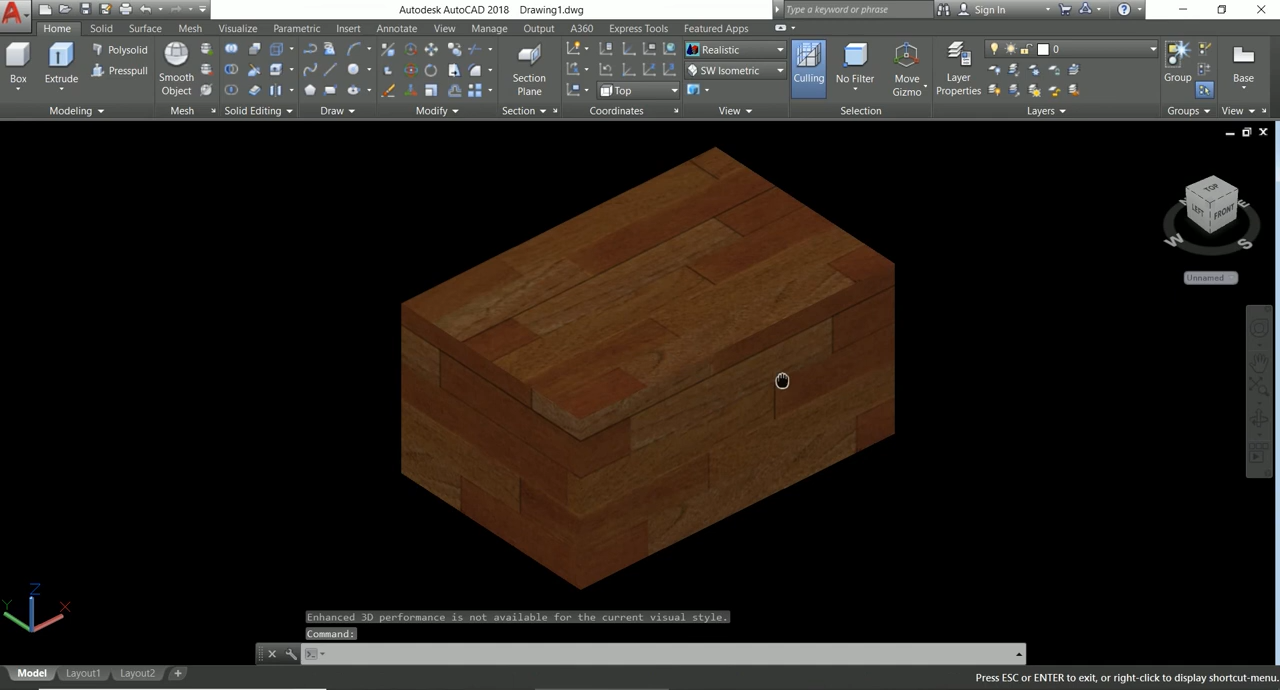 Autodesk AutoCAD 2018 Drawing1.dwg
Type a keyword or phrase
Sign In
Home Solid Surface Mesh Visualize Parametric Insert Annotate View Manage Output A360 Express Tools Featured Apps
Box
Extrude
Polysolid
Presspull
Smooth
Object
Section
Plane
Top
Realistic
SW Isometric
Culling
No Filter
Move
Gizmo
Layer
Properties
0
Group
Base
Modeling Mesh Solid Editing Draw Modify Section Coordinates View Selection Layers Groups View
TOP
LEFT FRONT
W S
E
Unnamed
Z
Y X
Enhanced 3D performance is not available for the current visual style.
Command:
Model Layout1 Layout2 +
Press ESC or ENTER to exit, or right-click to display shortcut-menu.